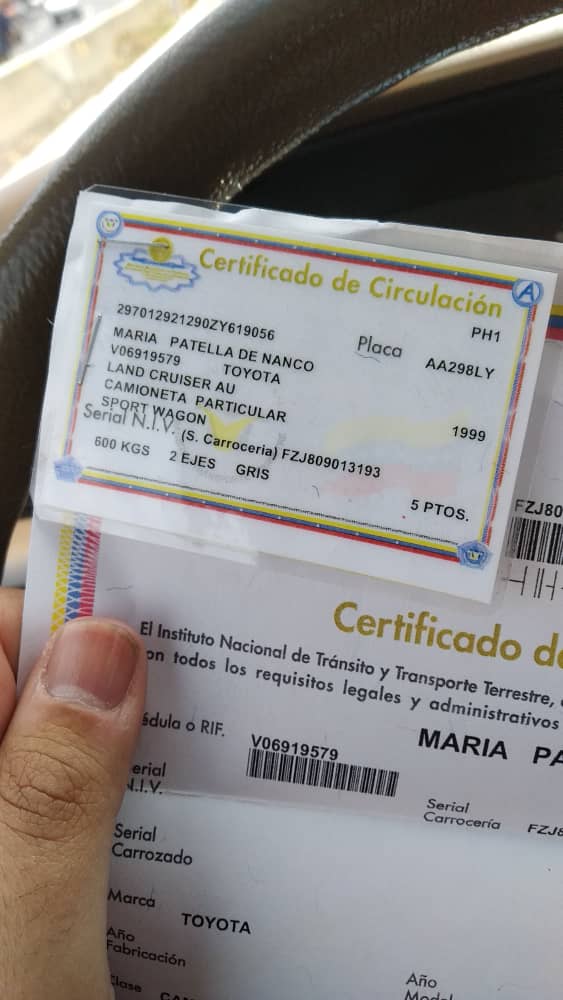 Certificado de Circulación
A
297012921290ZY619056
PH1
MARIA PATELLA DE NANCO
Placa
AA298LY
V06919579 TOYOTA
LAND CRUISER AU
CAMIONETA PARTICULAR
SPORT WAGON
1999
Serial N.I.V. (S. Carroceria) FZJ809013193
600 KGS 2 EJES GRIS
5 PTOS.
FZJ80
Certificado de
El Instituto Nacional de Tránsito y Transporte Terrestre,
on todos los requisitos legales y administrativos
édula o RIF.
V06919579
MARIA PA
erial
N.I.V.
Serial
Carrocería
FZJ8
Serial
Carrozado
Marca
TOYOTA
Año
Fabricación
Año
Clase